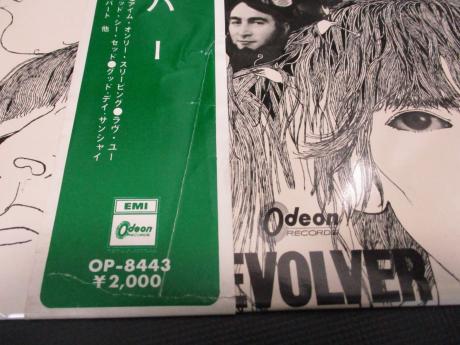 バー
アイム・オンリー・スリーピング●ラヴ・ユー
ッド・シー・セッド●グッド・デイ・サンシャイ
バート 他
EMI
Odeon
OP-8443
¥2,000
Odeon
RECORDS
EVOLVER